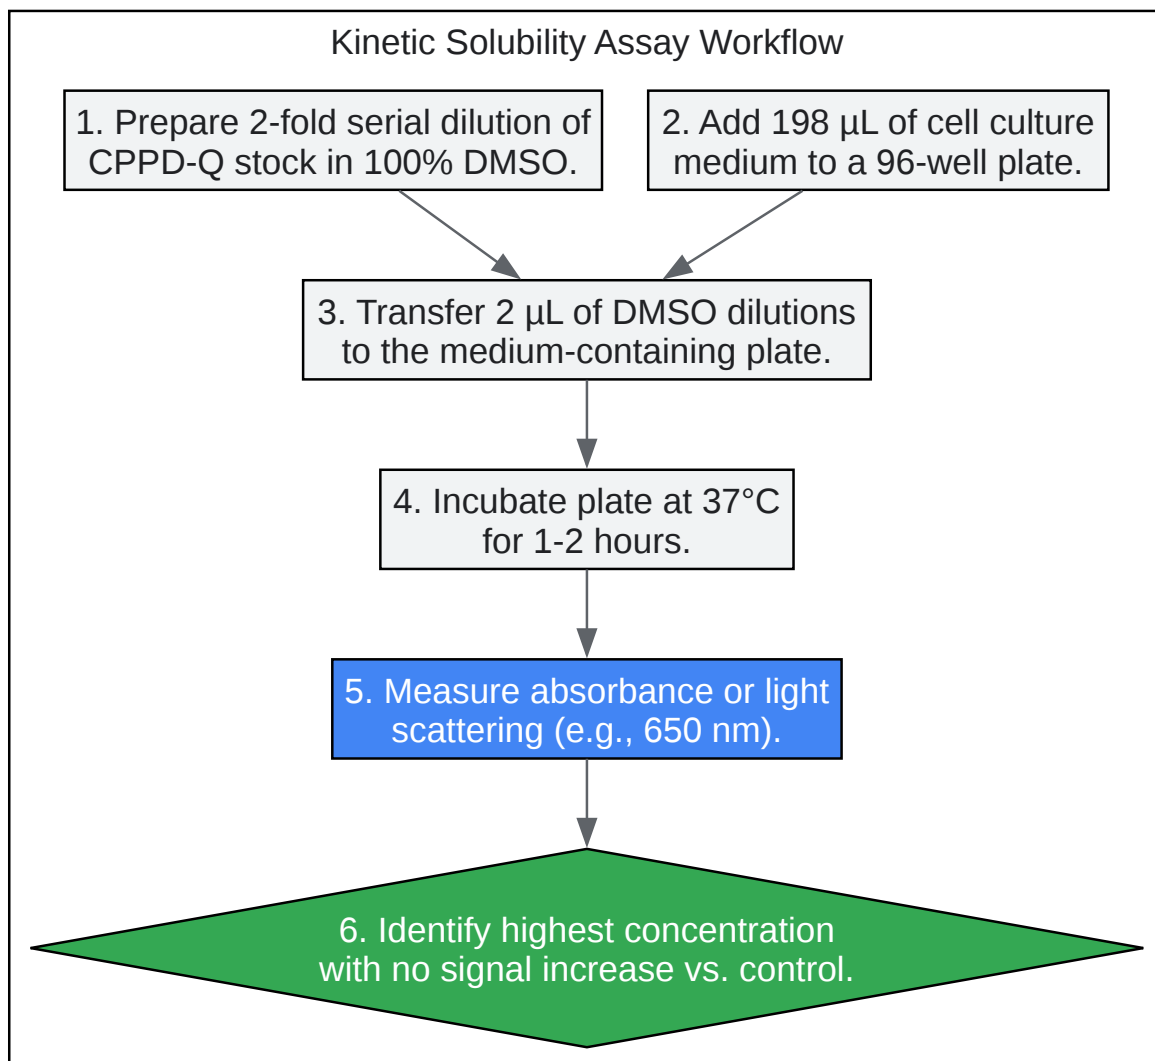 Kinetic Solubility Assay Workflow
1. Prepare 2-fold serial dilution of
CPPD-Q stock in 100% DMSO.
2. Add 198 µL of cell culture
medium to a 96-well plate.
3. Transfer 2 µL of DMSO dilutions
to the medium-containing plate.
4. Incubate plate at 37°C
for 1-2 hours.
5. Measure absorbance or light
scattering (e.g., 650 nm).
6. Identify highest concentration
with no signal increase vs. control.